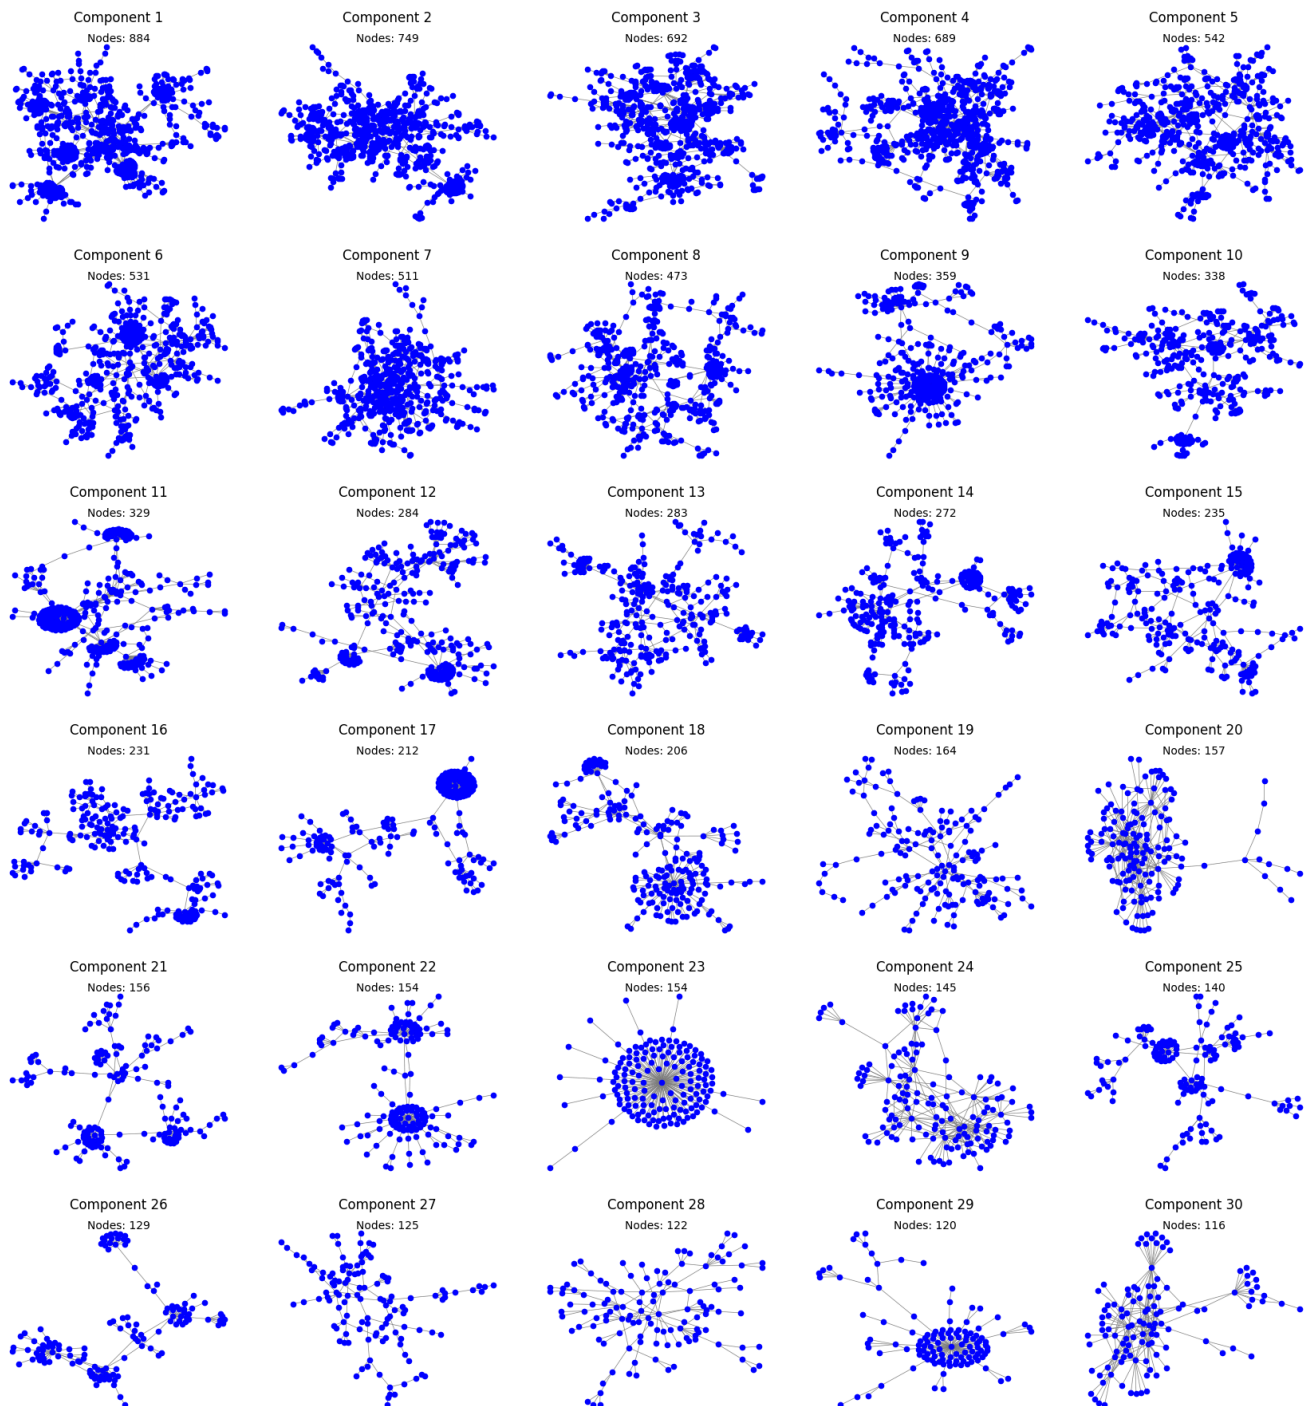 Component 1
Nodes: 884
Component 2
Nodes: 749
Component 3
Nodes: 692
Component 4
Nodes: 689
Component 5
Nodes: 542
Component 6
Nodes: 531
Component 7
Nodes: 511
Component 8
Nodes: 473
Component 9
Nodes: 359
Component 10
Nodes: 338
Component 11
Nodes: 329
Component 12
Nodes: 284
Component 13
Nodes: 283
Component 14
Nodes: 272
Component 15
Nodes: 235
Component 16
Nodes: 231
Component 17
Nodes: 212
Component 18
Nodes: 206
Component 19
Nodes: 164
Component 20
Nodes: 157
Component 21
Nodes: 156
Component 22
Nodes: 154
Component 23
Nodes: 154
Component 24
Nodes: 145
Component 25
Nodes: 140
Component 26
Nodes: 129
Component 27
Nodes: 125
Component 28
Nodes: 122
Component 29
Nodes: 120
Component 30
Nodes: 116